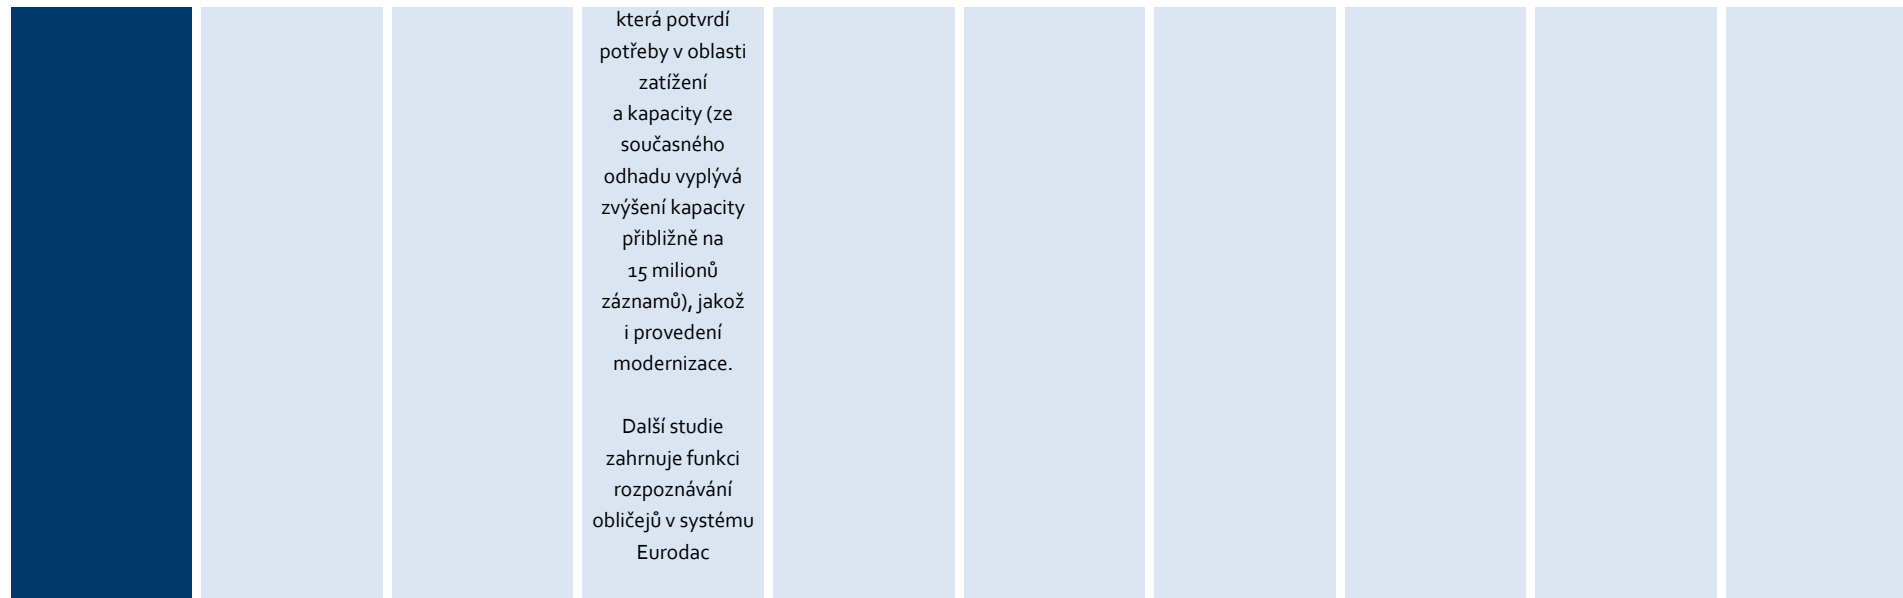 která potvrdí
potřeby v oblasti
zatížení
a kapacity (ze
současného
odhadu vyplývá
zvýšení kapacity
přibližně na
15 milionů
záznamů), jakož
i provedení
modernizace.
Další studie
zahrnuje funkci
rozpoznávání
obličejů v systému
Eurodac